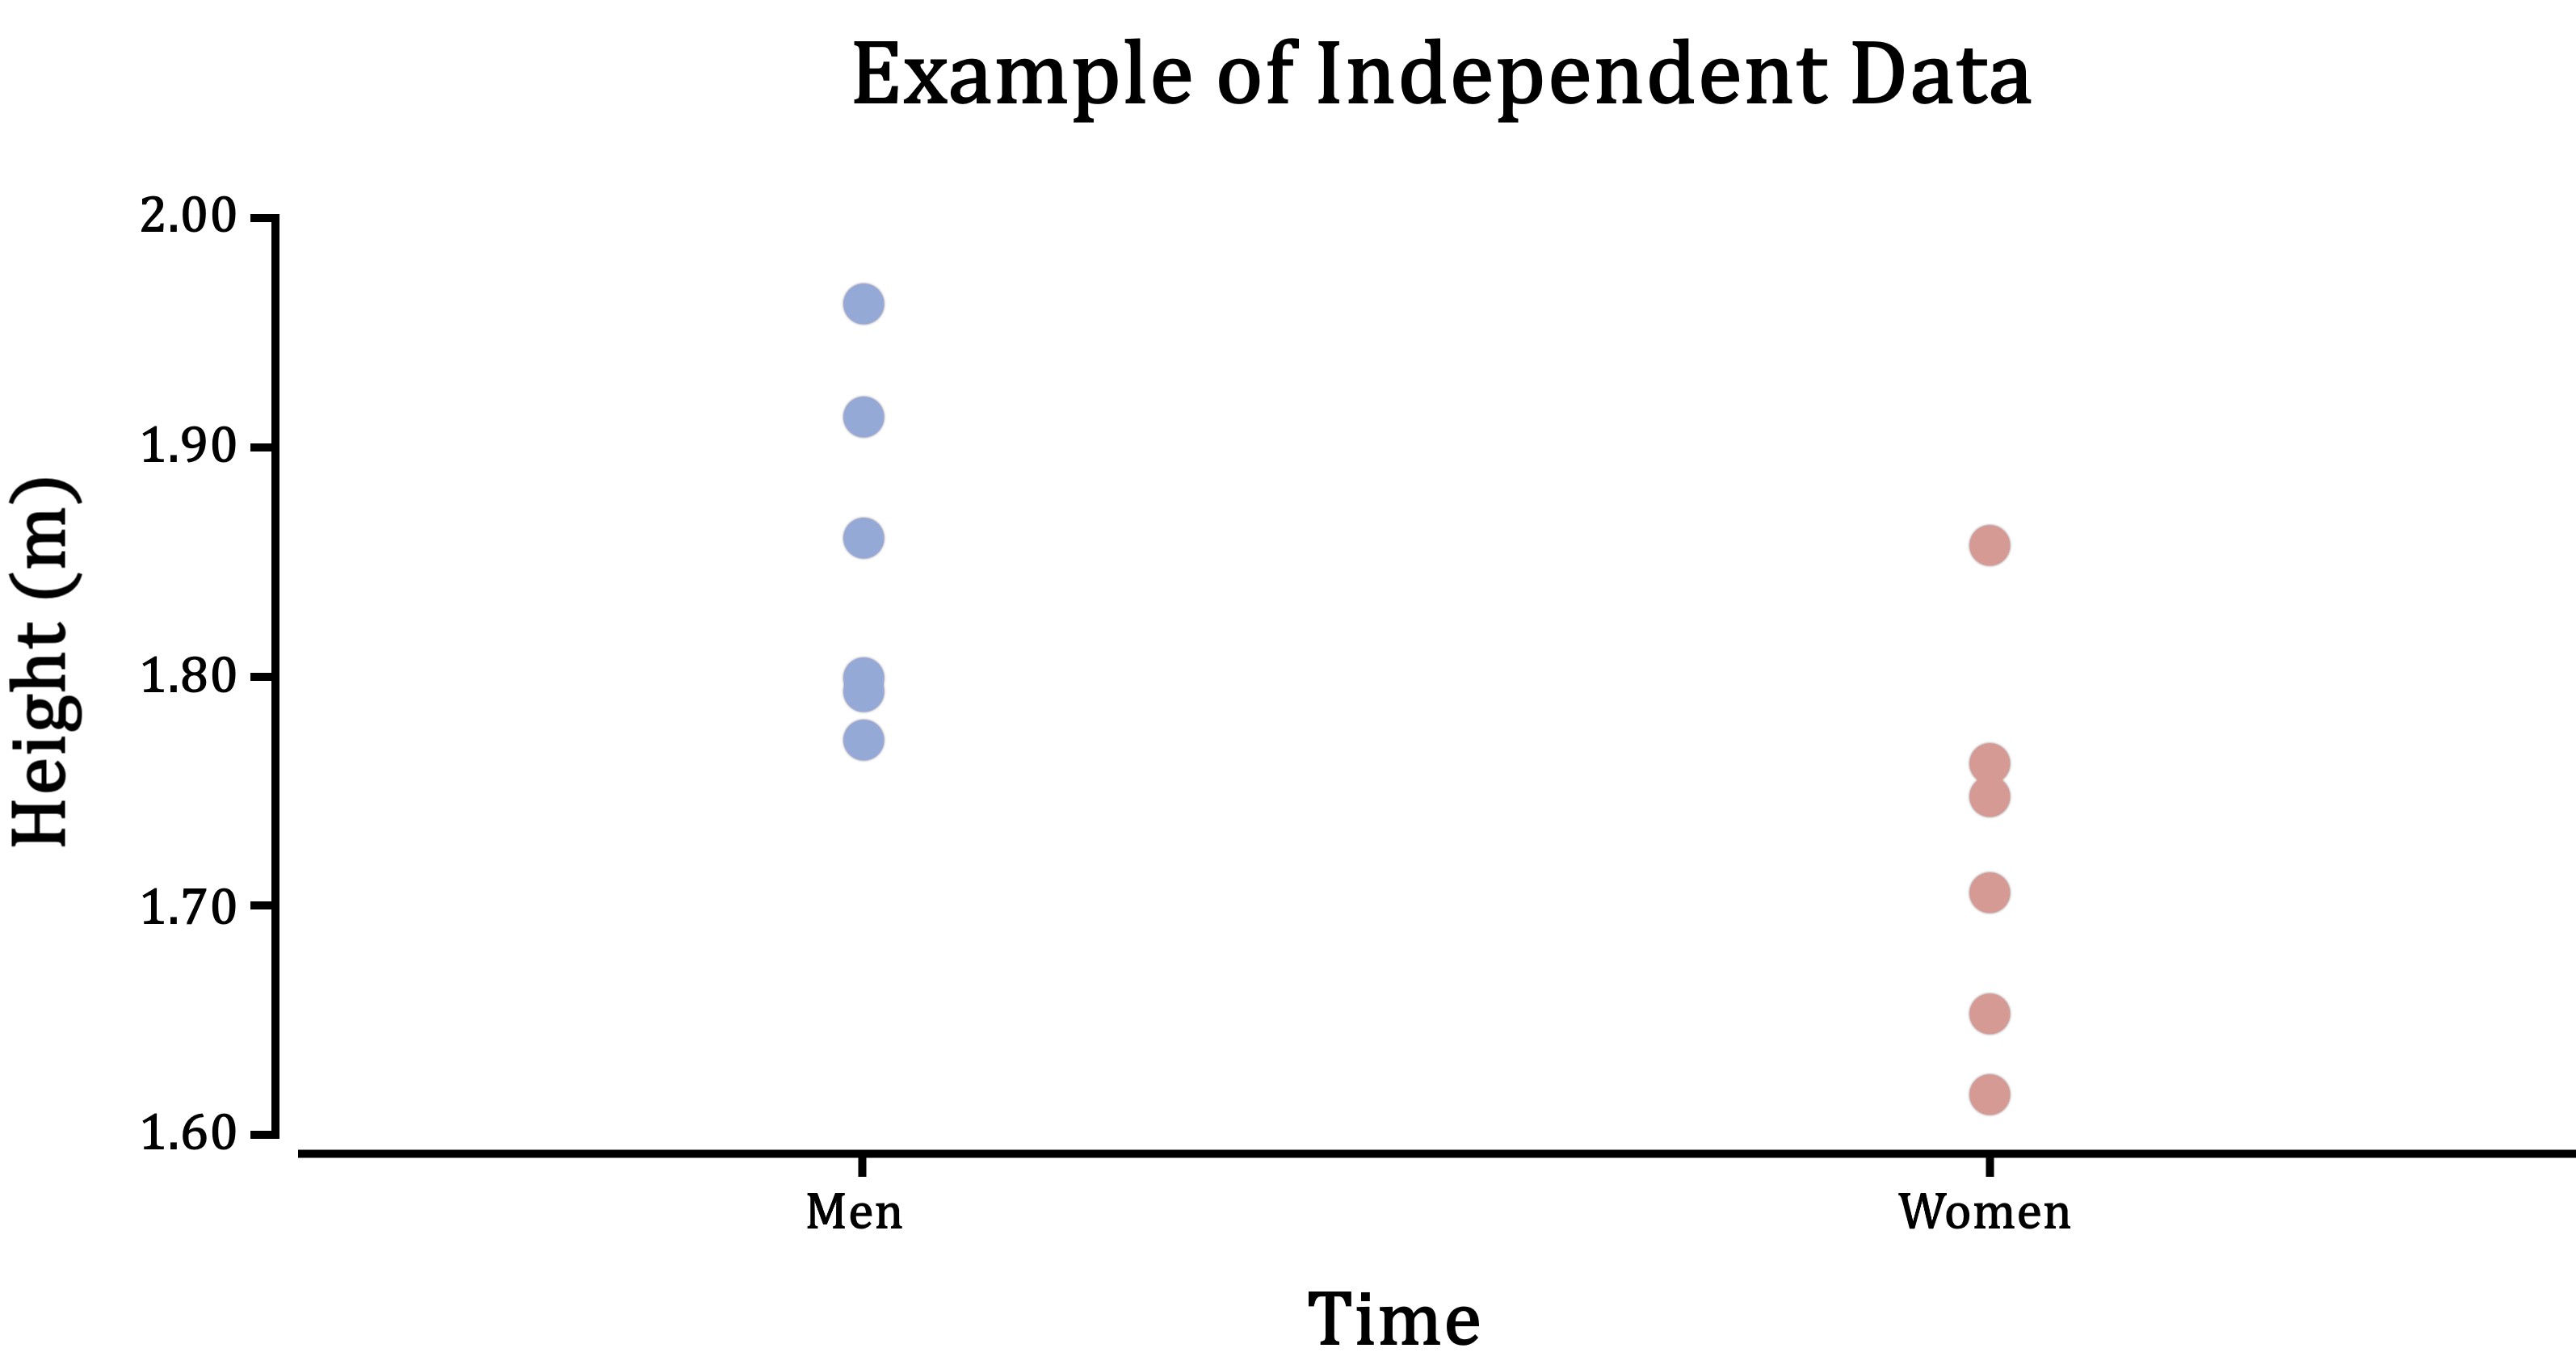 Example of Independent Data
2.00
1.90
1.80
1.70
1.60
Height (m)
Men
Women
Time